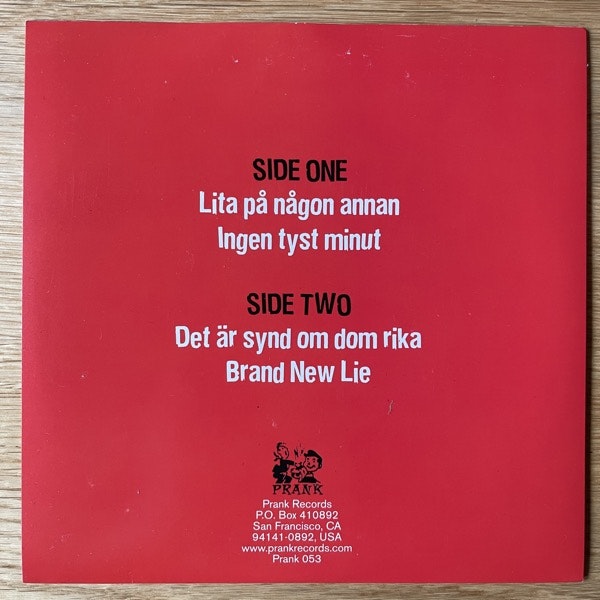 SIDE ONE
Lita på någon annan
Ingen tyst minut
SIDE TWO
Det är synd om dom rika
Brand New Lie
PRANK
Prank Records
P.O. Box 410892
San Francisco, CA
94141-0892, USA
www.prankrecords.com
Prank 053